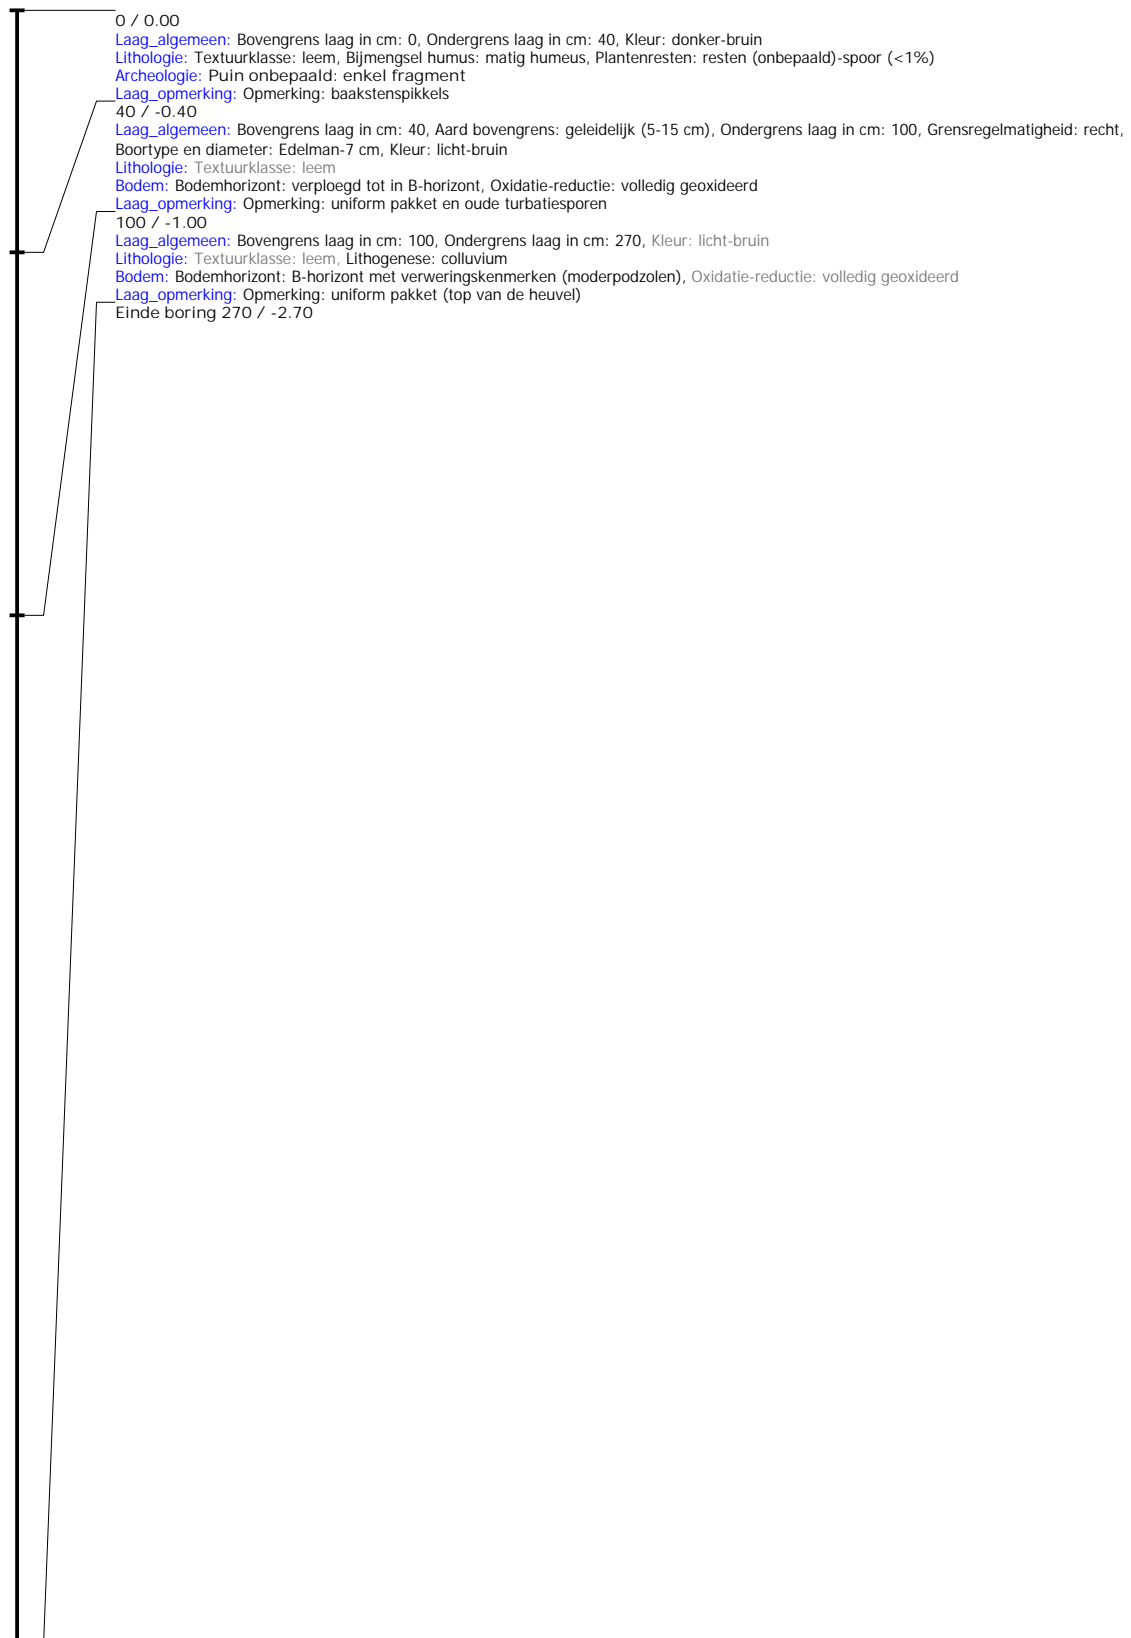 0 / 0.00
Laag_algemeen: Bovengrens laag in cm: 0, Ondergrens laag in cm: 40, Kleur: donker-bruin
Lithologie: Textuurklasse: leem, Bijmengsel humus: matig humeus, Plantenresten: resten (onbepaald)-spoor (<1%)
Archeologie: Puin onbepaald: enkel fragment
Laag_opmerking: Opmerking: baakstenspikkels
40 / -0.40
Laag_algemeen: Bovengrens laag in cm: 40, Aard bovengrens: geleidelijk (5-15 cm), Ondergrens laag in cm: 100, Grensregelmatigheid: recht,
Boortype en diameter: Edelman-7 cm, Kleur: licht-bruin
Lithologie: Textuurklasse: leem
Bodem: Bodemhorizont: verploegd tot in B-horizont, Oxidatie-reductie: volledig geoxideerd
Laag_opmerking: Opmerking: uniform pakket en oude turbatiesporen
100 / -1.00
Laag_algemeen: Bovengrens laag in cm: 100, Ondergrens laag in cm: 270, Kleur: licht-bruin
Lithologie: Textuurklasse: leem, Lithogenese: colluvium
Bodem: Bodemhorizont: B-horizont met verweringskenmerken (moderpodzolen), Oxidatie-reductie: volledig geoxideerd
Laag_opmerking: Opmerking: uniform pakket (top van de heuvel)
Einde boring 270 / -2.70